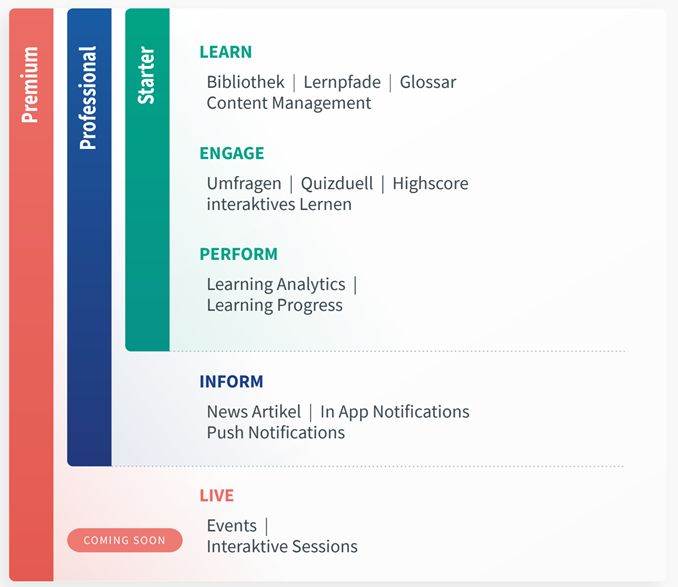 Premium
Professional
Starter
LEARN
Bibliothek | Lernpfade | Glossar
Content Management
ENGAGE
Umfragen | Quizduell | Highscore
interaktives Lernen
PERFORM
Learning Analytics |
Learning Progress
INFORM
News Artikel | In App Notifications
Push Notifications
LIVE
Events |
Interaktive Sessions
COMING SOON